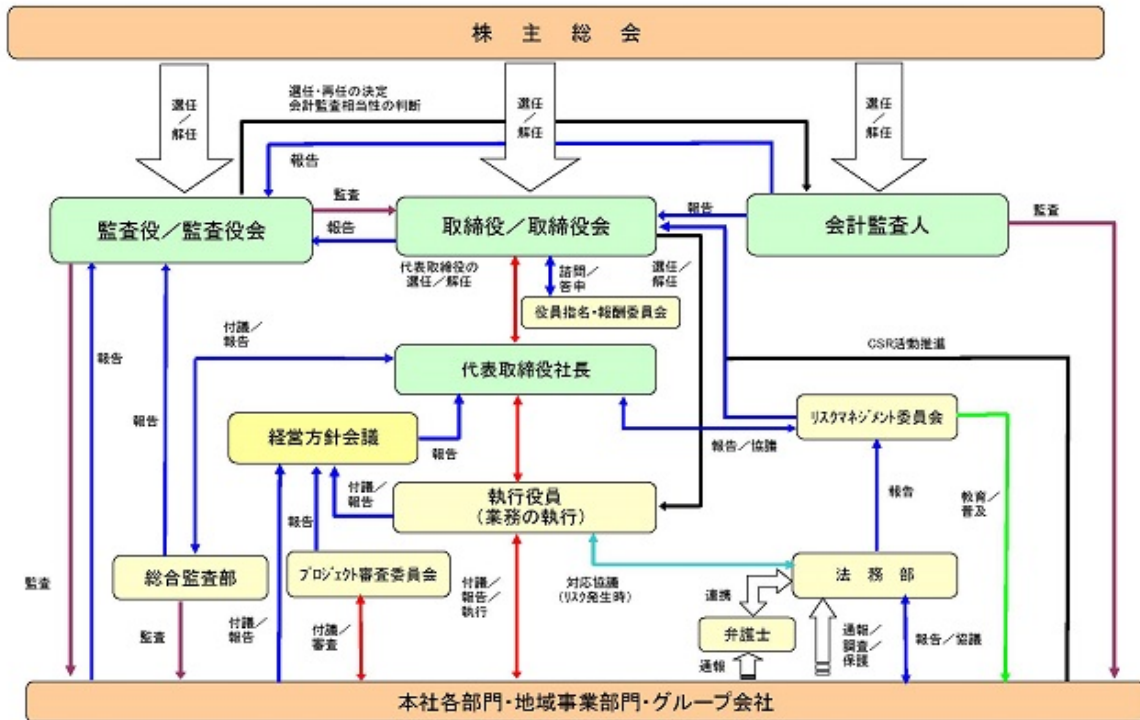 株主総会
選任／解任
選任・再任の決定
会計監査相当性の判断
選任／解任
選任／解任
報告
監査役／監査役会
監査
報告
取締役／取締役会
報告
会計監査人
監査
代表取締役の
選任／解任
諮問／
答申
選任／
解任
役員指名・報酬委員会
付議／
報告
報告
代表取締役社長
CSR活動推進
報告
経営方針会議
報告
報告／協議
リスクマネジメント委員会
付議／
報告
報告
執行役員
（業務の執行）
報告
教育／
普及
総合監査部
プロジェクト審査委員会
付議／
報告／
執行
対応協議
（リスク発生時）
法務部
連携
監査
監査
付議／
報告
付議／
審査
弁護士
通報
通報／
調査／
保護
報告／協議
本社各部門・地域事業部門・グループ会社